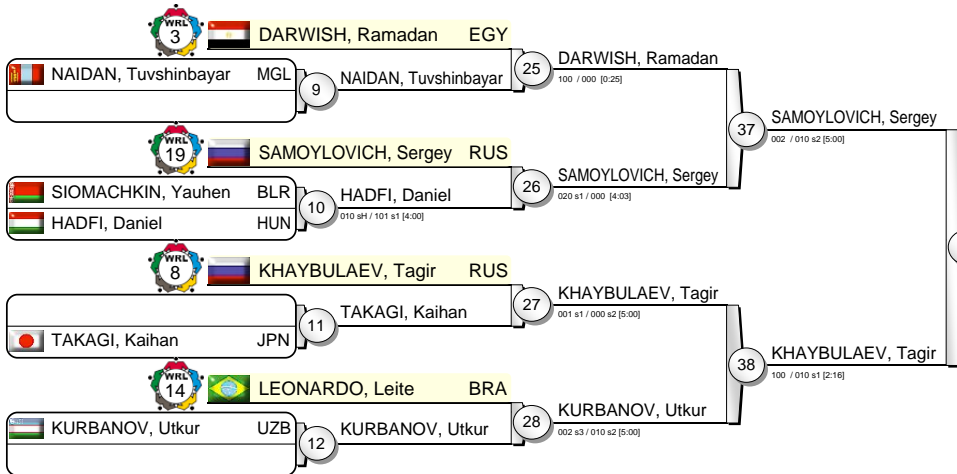 WRL
3
DARWISH, Ramadan EGY
NAIDAN, Tuvshinbayar MGL
9
NAIDAN, Tuvshinbayar
25
DARWISH, Ramadan
100 / 000 [0:25]
WRL
19
SAMOYLOVICH, Sergey RUS
SIOMACHKIN, Yauhen BLR
HADFI, Daniel HUN
10
HADFI, Daniel
010 sH / 101 s1 [4:00]
26
SAMOYLOVICH, Sergey
020 s1 / 000 [4:03]
37
SAMOYLOVICH, Sergey
002 / 010 s2 [5:00]
WRL
8
KHAYBULAEV, Tagir RUS
TAKAGI, Kaihan JPN
11
TAKAGI, Kaihan
27
KHAYBULAEV, Tagir
001 s1 / 000 s2 [5:00]
WRL
14
LEONARDO, Leite BRA
KURBANOV, Utkur UZB
12
KURBANOV, Utkur
28
KURBANOV, Utkur
002 s3 / 010 s2 [5:00]
38
KHAYBULAEV, Tagir
100 / 010 s1 [2:16]